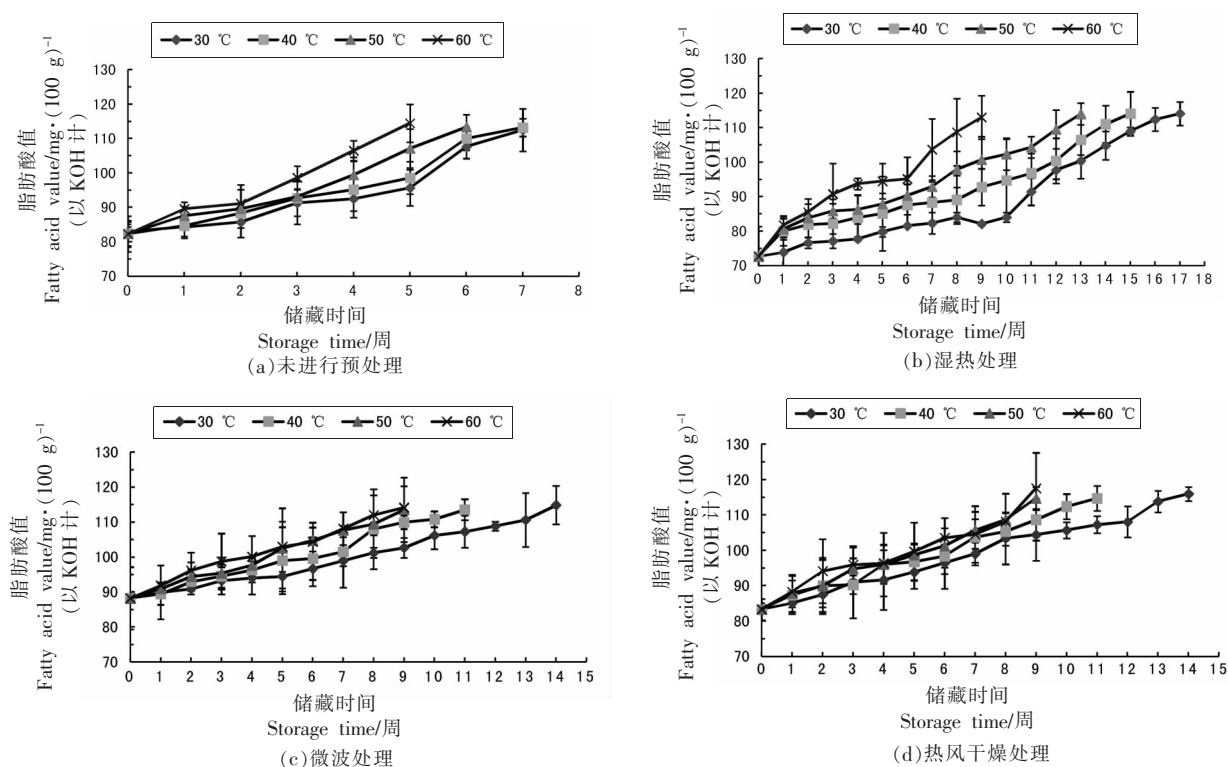 30 ℃ 40 ℃ 50 ℃ 60 ℃
脂肪酸值/mg·(100 g)⁻¹
(以 KOH 计)
Fatty acid value/mg·(100 g)⁻¹
130
120
110
100
90
80
70
0 1 2 3 4 5 6 7 8
储藏时间
Storage time/周
(a)未进行预处理
30 ℃ 40 ℃ 50 ℃ 60 ℃
脂肪酸值
(以 KOH 计)
Fatty acid value/mg·(100 g)⁻¹
130
120
110
100
90
80
70
0 1 2 3 4 5 6 7 8 9 10 11 12 13 14 15 16 17 18
储藏时间
Storage time/周
(b)湿热处理
30 ℃ 40 ℃ 50 ℃ 60 ℃
脂肪酸值
(以 KOH 计)
Fatty acid value/mg·(100 g)⁻¹
130
120
110
100
90
80
70
0 1 2 3 4 5 6 7 8 9 10 11 12 13 14 15
储藏时间
Storage time/周
(c)微波处理
30 ℃ 40 ℃ 50 ℃ 60 ℃
脂肪酸值
(以 KOH 计)
Fatty acid value/mg·(100 g)⁻¹
130
120
110
100
90
80
70
0 1 2 3 4 5 6 7 8 9 10 11 12 13 14 15
储藏时间
Storage time/周
(d)热风干燥处理